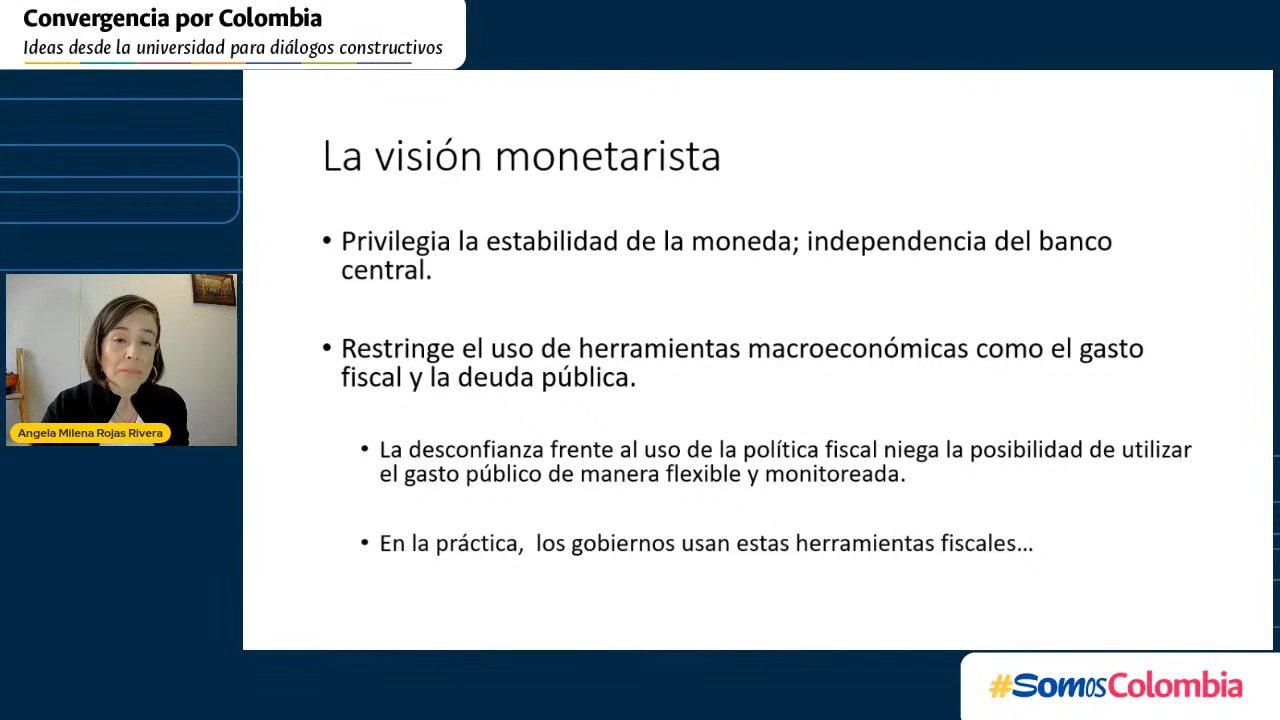 Convergencia por Colombia
Ideas desde la universidad para diálogos constructivos
La visión monetarista
• Privilegia la estabilidad de la moneda; independencia del banco
central.
• Restringe el uso de herramientas macroeconómicas como el gasto
fiscal y la deuda pública.
• La desconfianza frente al uso de la política fiscal niega la posibilidad de utilizar
el gasto público de manera flexible y monitoreada.
• En la práctica,  los gobiernos usan estas herramientas fiscales...
Angela Milena Rojas Rivera
#SomosColombia